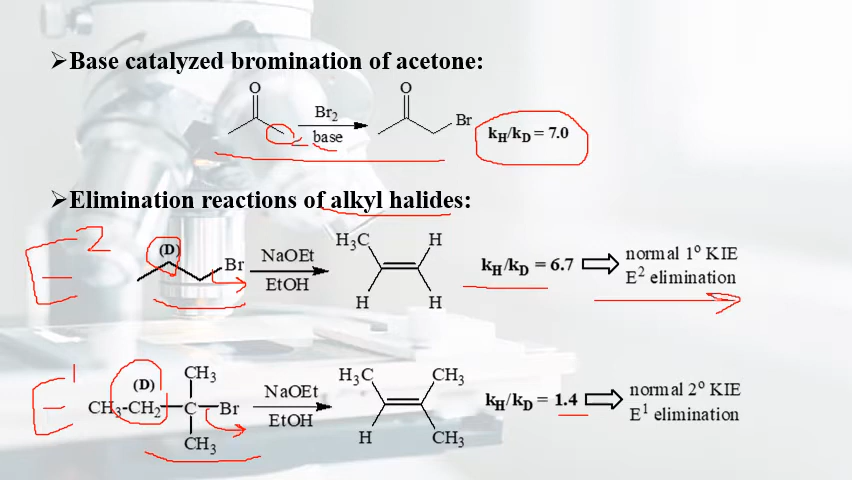 ➢Base catalyzed bromination of acetone:
O
Br₂
base
O
Br
kH/kD = 7.0
➢Elimination reactions of alkyl halides:
E²
(D)
Br
NaOEt
EtOH
H₃C
H
H
H
kH/kD = 6.7
normal 1° KIE
E² elimination
E¹
(D)
CH₃
CH₃-CH₂-C-Br
CH₃
NaOEt
EtOH
H₃C
CH₃
H
CH₃
kH/kD = 1.4
normal 2° KIE
E¹ elimination